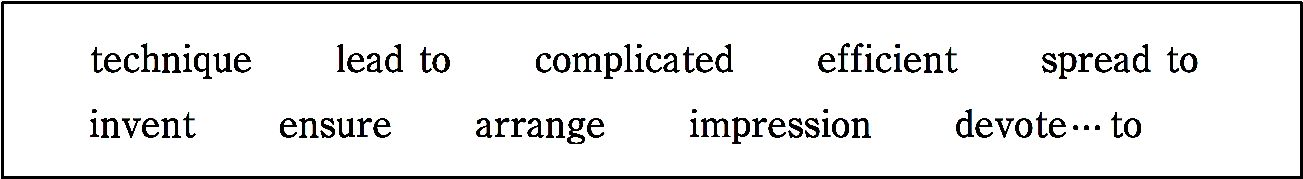 technique lead to complicated efficient spread to
invent ensure arrange impression devote⋯to